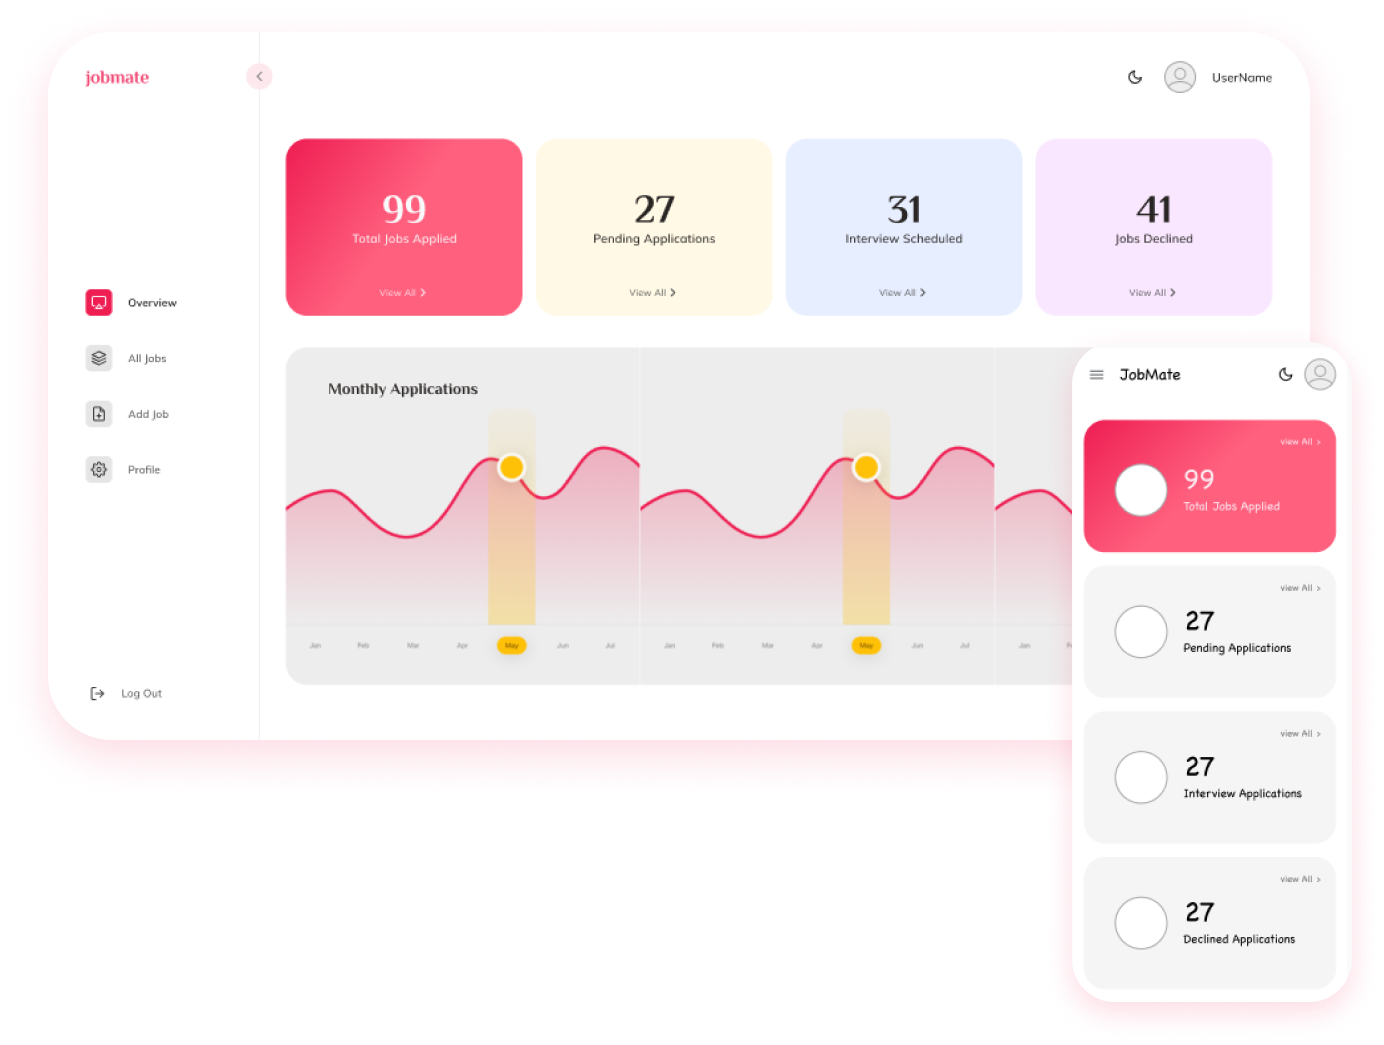 jobmate
UserName
99
Total Jobs Applied
View All
27
Pending Applications
View All
31
Interview Scheduled
View All
41
Jobs Declined
View All
Overview
All Jobs
Add Job
Profile
Log Out
Monthly Applications
Jan Feb Mar Apr May Jun Jul Jan Feb Mar Apr May Jun Jul Jan
JobMate
view All
99
Total Jobs Applied
view All
27
Pending Applications
view All
27
Interview Applications
view All
27
Declined Applications